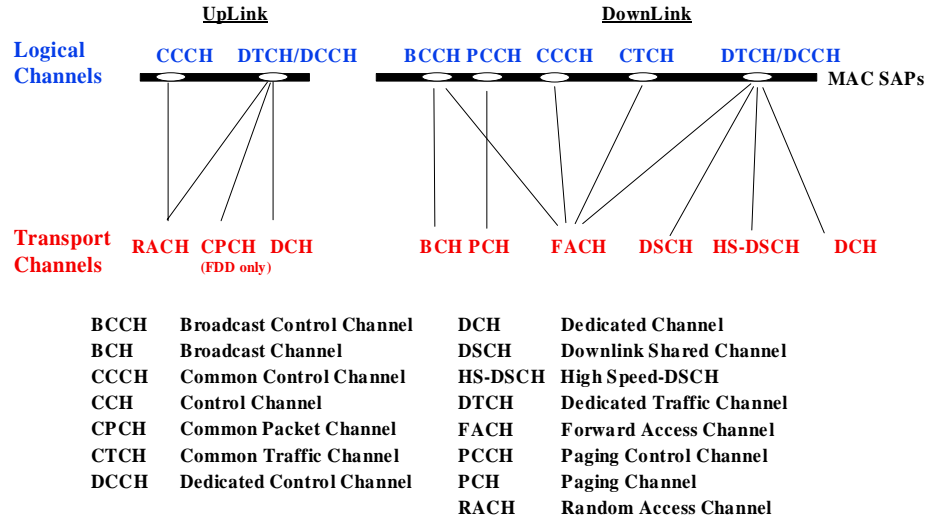 UpLink DownLink
Logical Channels CCCH DTCH/DCCH BCCH PCCH CCCH CTCH DTCH/DCCH
MAC SAPs
Transport Channels RACH CPCH DCH BCH PCH FACH DSCH HS-DSCH DCH
(FDD only)
BCCH Broadcast Control Channel DCH Dedicated Channel
BCH Broadcast Channel DSCH Downlink Shared Channel
CCCH Common Control Channel HS-DSCH High Speed-DSCH
CCH Control Channel DTCH Dedicated Traffic Channel
CPCH Common Packet Channel FACH Forward Access Channel
CTCH Common Traffic Channel PCCH Paging Control Channel
DCCH Dedicated Control Channel PCH Paging Channel
RACH Random Access Channel